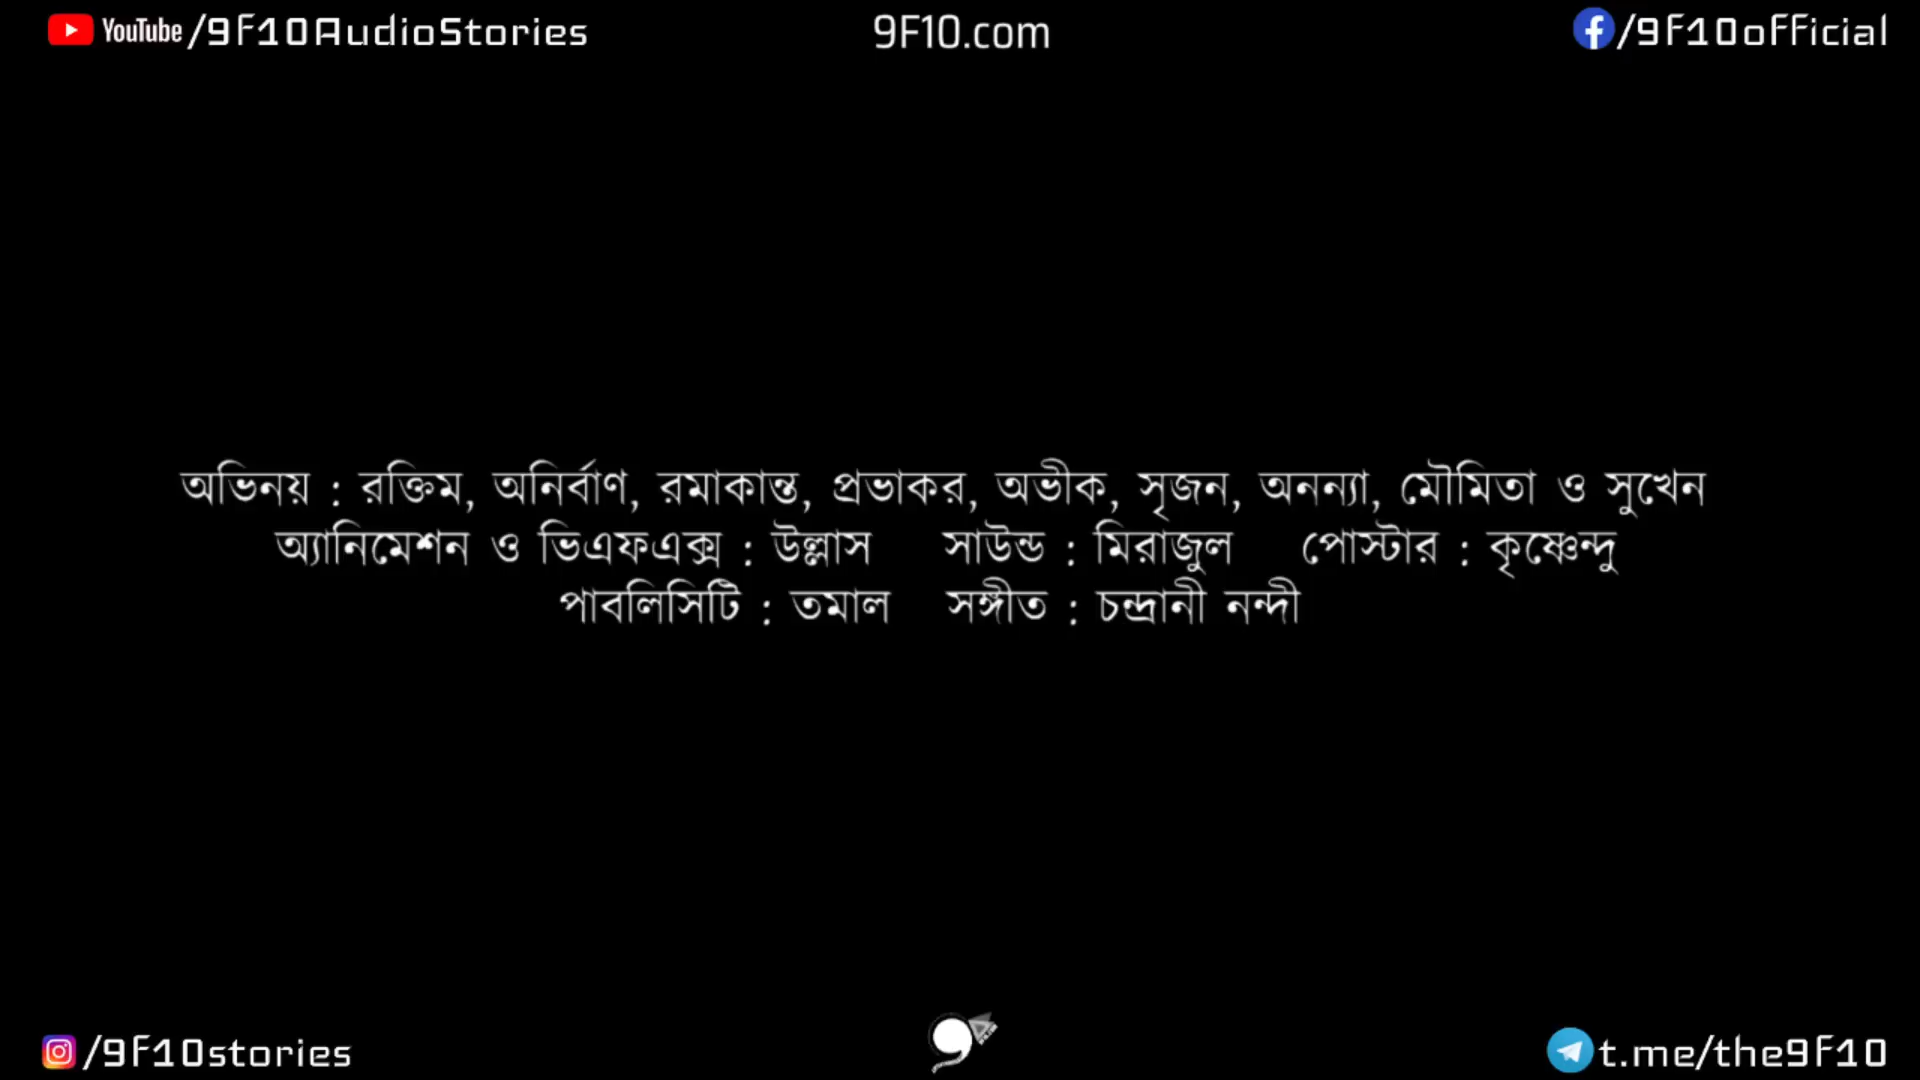 YouTube /9F10AudioStories
9F10.com
/9F10official
অভিনয় : রক্তিম, অনির্বাণ, রমাকান্ত, প্রভাকর, অভীক, সৃজন, অনন্যা, মৌমিতা ও সুখেন
অ্যানিমেশন ও ভিএফএক্স : উল্লাস সাউন্ড : মিরাজুল পোস্টার : কৃষ্ণেন্দু
পাবলিসিটি : তমাল সঙ্গীত : চন্দ্রানী নন্দী
/9F10stories
t.me/the9F10